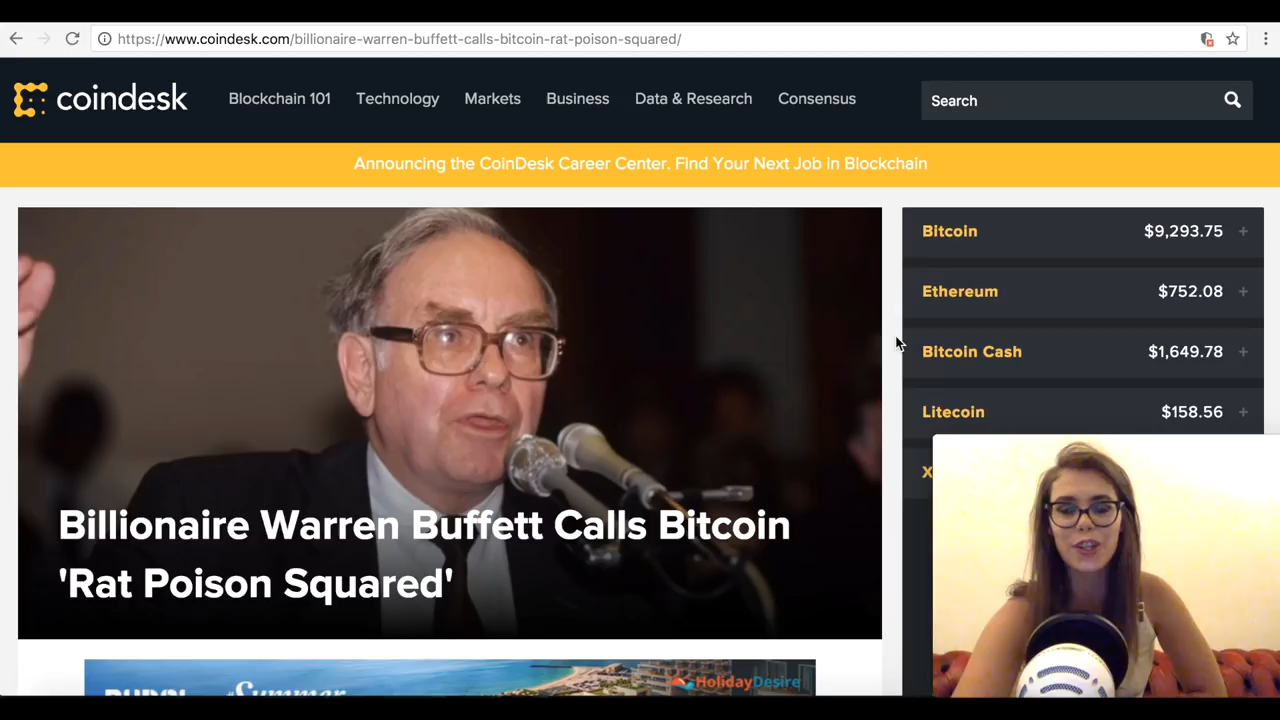 https://www.coindesk.com/billionaire-warren-buffett-calls-bitcoin-rat-poison-squared/
coindesk
Blockchain 101 Technology Markets Business Data & Research Consensus
Search
Announcing the CoinDesk Career Center. Find Your Next Job in Blockchain
Billionaire Warren Buffett Calls Bitcoin
'Rat Poison Squared'
Bitcoin $9,293.75 +
Ethereum $752.08 +
Bitcoin Cash $1,649.78 +
Litecoin $158.56 +
X
#Summer
HolidayDesire